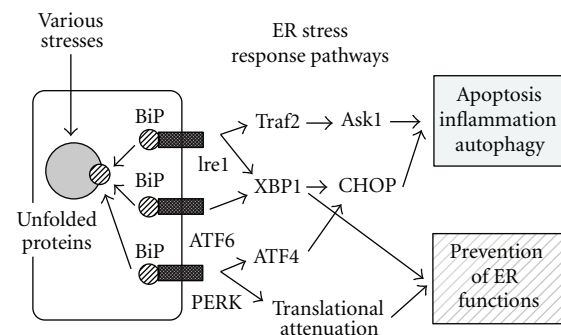 Various
stresses
ER stress
response pathways
BiP
Traf2
Ask1
Apoptosis
inflammation
autophagy
lre1
BiP
XBP1
CHOP
Unfolded
proteins
ATF6
BiP
ATF4
PERK
Translational
attenuation
Prevention
of ER
functions